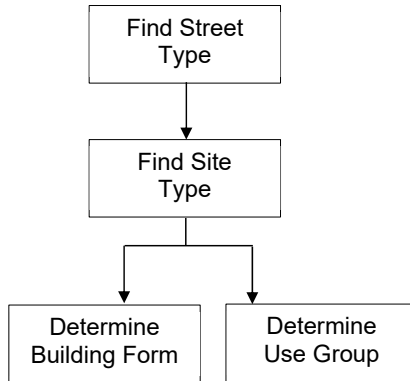 Find Street
Type
Find Site
Type
Determine
Building Form
Determine
Use Group